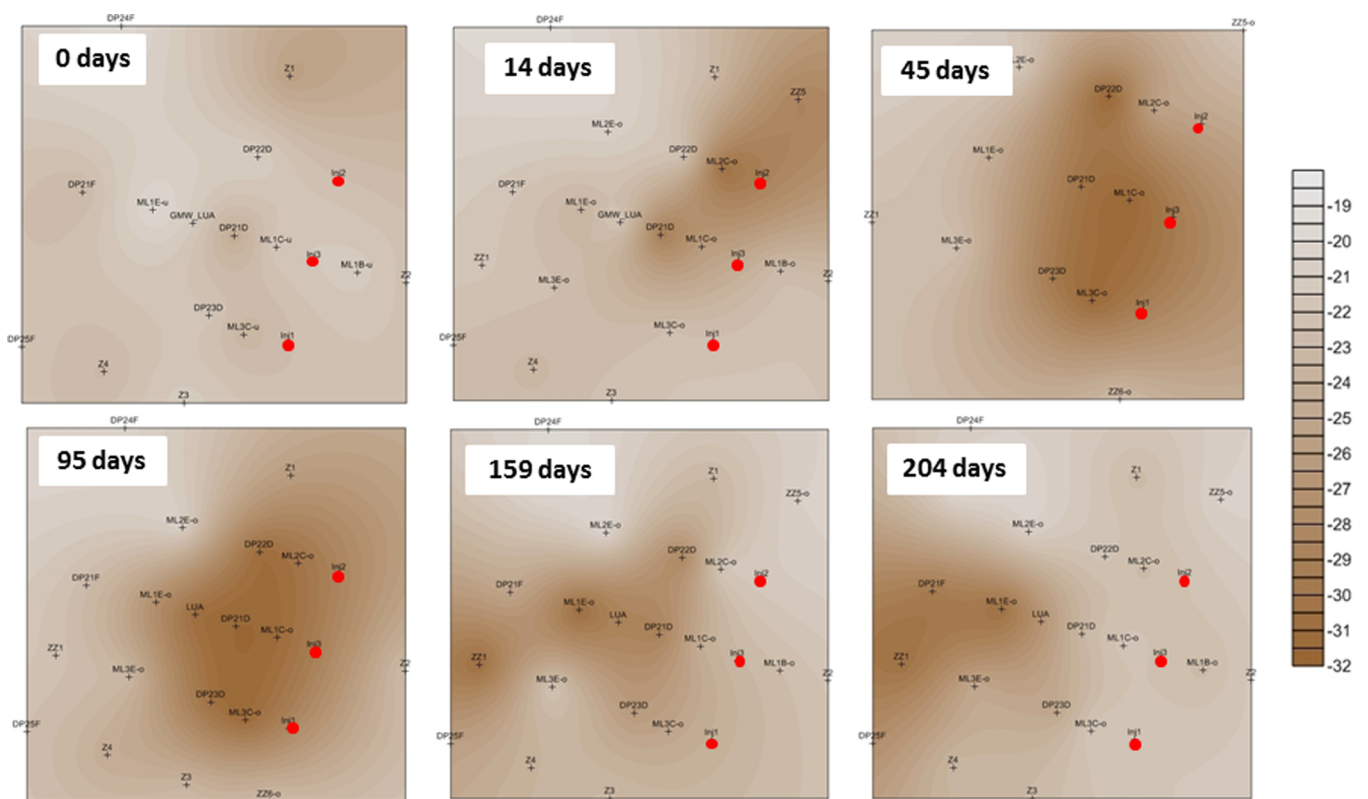 DP24F
0 days
Z1
DP22D
Inj2
DP21F
ML1E-u
GMW_LUA
DP21D
ML1C-u
Inj3
ML1B-u
Z2
DP23D
ML3C-u
Inj1
DP25F
Z4
Z3
DP24F
14 days
Z1
ZZ5
ML2E-o
DP22D
ML2C-o
Inj2
DP21F
ML1E-o
GMW_LUA
DP21D
ML1C-o
Inj3
ML1B-o
ZZ1
Z2
ML3E-o
ML3C-o
Inj1
DP25F
Z4
Z3
ZZ5-o
45 days
DP22D
ML2C-o
Inj2
ML1E-o
DP21D
ML1C-o
Inj3
ZZ1
ML3E-o
DP23D
ML3C-o
Inj1
ZZ6-o
DP24F
95 days
Z1
ML2E-o
DP22D
ML2C-o
Inj2
DP21F
ML1E-o
LUA
DP21D
ML1C-o
Inj3
ZZ1
ML3E-o
Z2
DP23D
ML3C-o
Inj1
DP25F
Z4
Z3
ZZ6-o
DP24F
159 days
Z1
ZZ5-o
ML2E-o
DP22D
ML2C-o
Inj2
DP21F
ML1E-o
LUA
DP21D
ML1C-o
Inj3
ML1B-o
ZZ1
Z2
ML3E-o
DP23D
ML3C-o
Inj1
DP25F
Z4
Z3
DP24F
204 days
Z1
ZZ5-o
ML2E-o
DP22D
ML2C-o
Inj2
DP21F
ML1E-o
LUA
DP21D
ML1C-o
Inj3
ML1B-o
ZZ1
Z2
ML3E-o
DP23D
ML3C-o
Inj1
DP25F
Z4
Z3
-19
-20
-21
-22
-23
-24
-25
-26
-27
-28
-29
-30
-31
-32